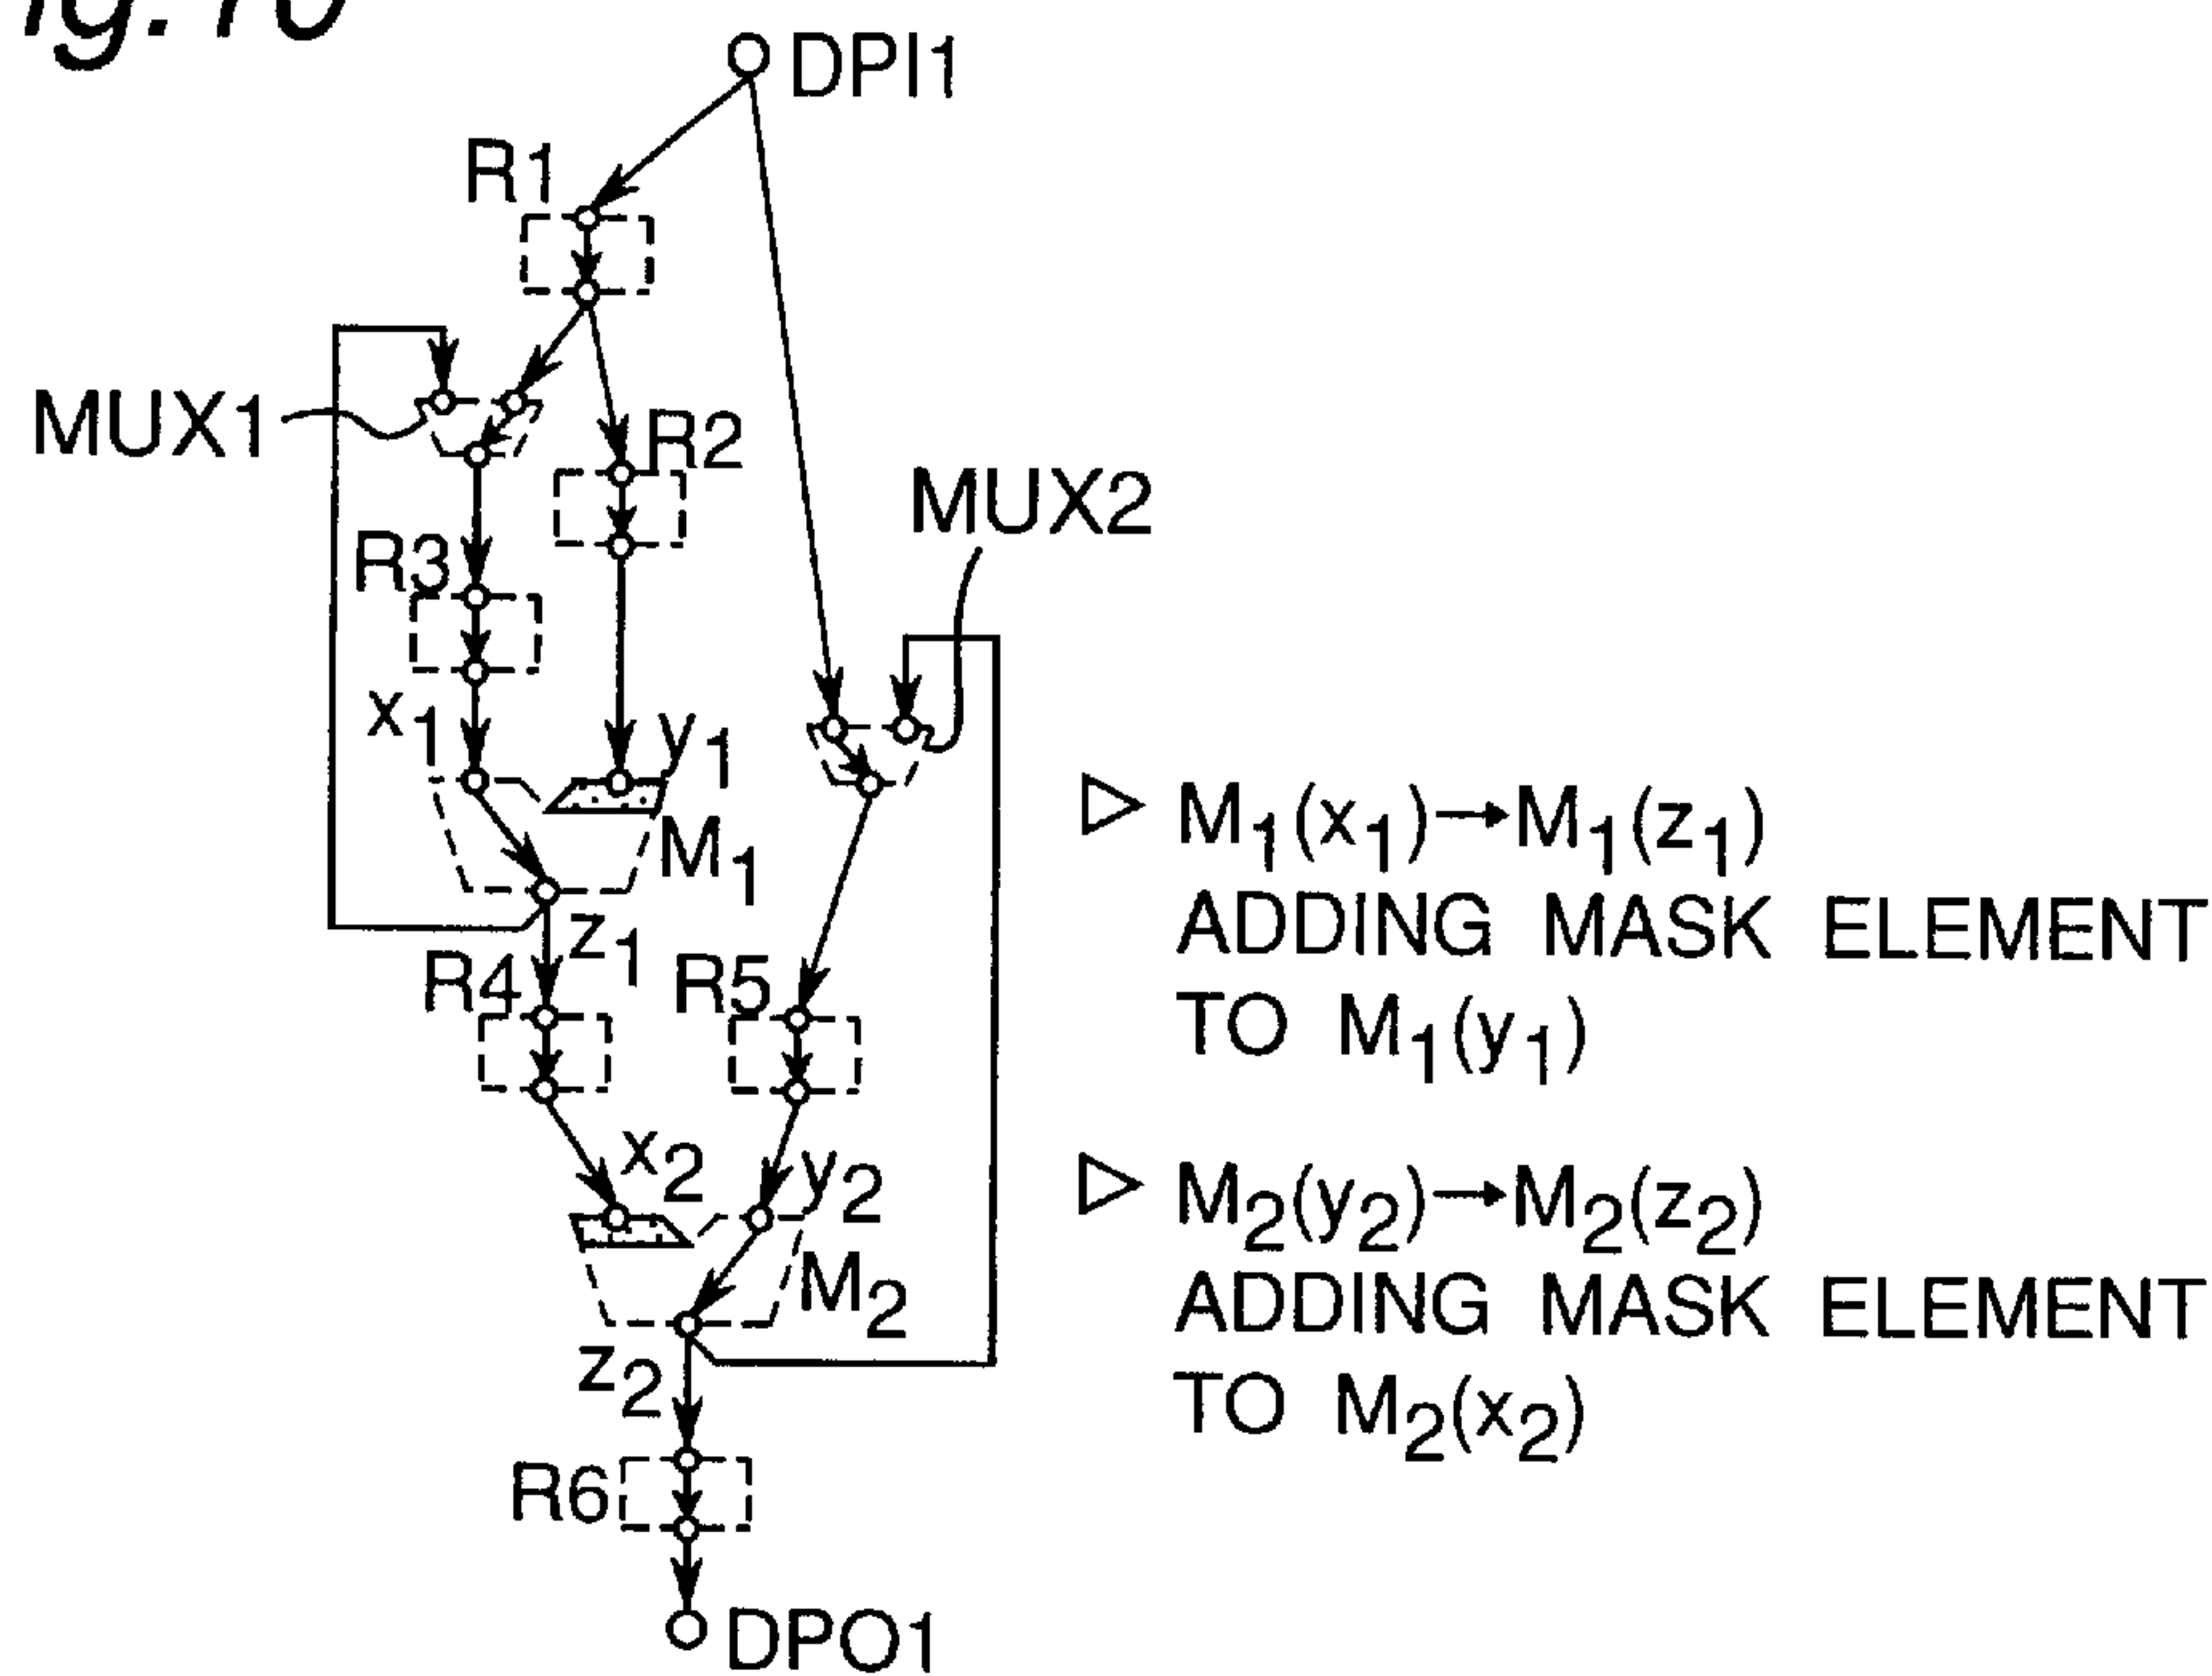 DPI1
R1
MUX1
R2
MUX2
R3
x1
y1
M1
z1
R4
R5
x2
y2
M2
z2
R6
DPO1
▷ M1(x1)→M1(z1)
ADDING MASK ELEMENT
TO M1(y1)
▷ M2(y2)→M2(z2)
ADDING MASK ELEMENT
TO M2(x2)